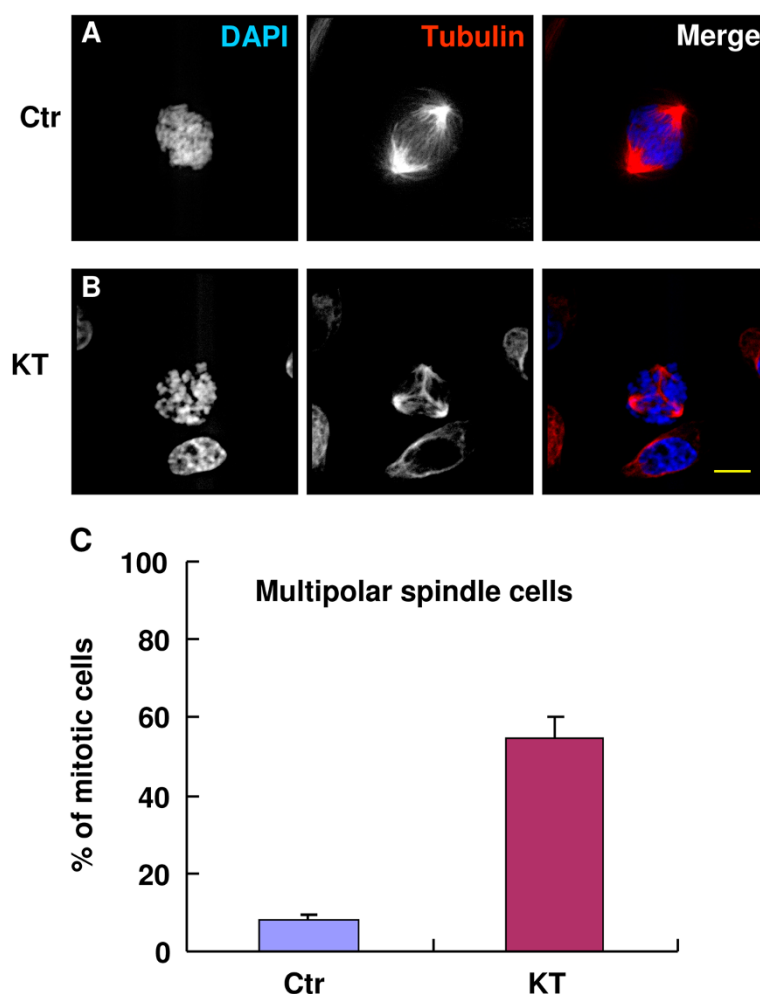 A DAPI Tubulin Merge
Ctr
B
KT
C
Multipolar spindle cells
% of mitotic cells
100
80
60
40
20
0
Ctr KT